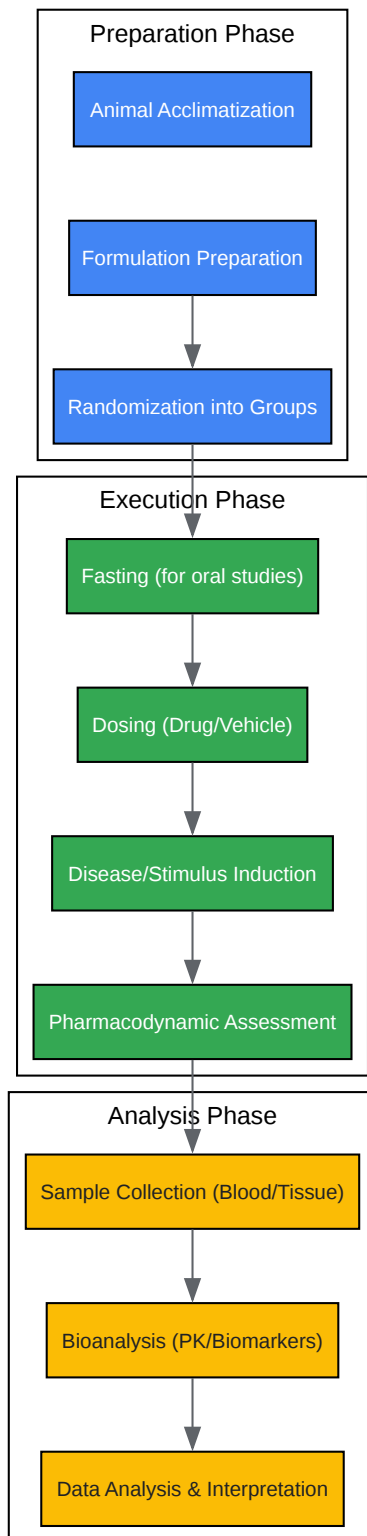 Preparation Phase
Animal Acclimatization
Formulation Preparation
Randomization into Groups
Execution Phase
Fasting (for oral studies)
Dosing (Drug/Vehicle)
Disease/Stimulus Induction
Pharmacodynamic Assessment
Analysis Phase
Sample Collection (Blood/Tissue)
Bioanalysis (PK/Biomarkers)
Data Analysis & Interpretation